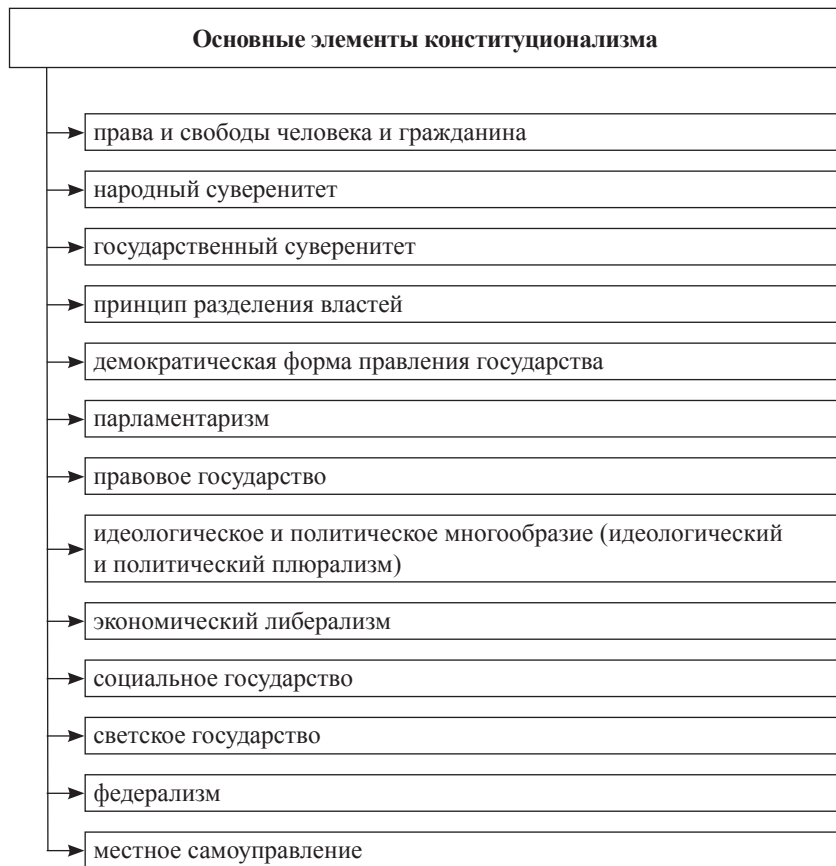 Основные элементы конституционализма
права и свободы человека и гражданина
народный суверенитет
государственный суверенитет
принцип разделения властей
демократическая форма правления государства
парламентаризм
правовое государство
идеологическое и политическое многообразие (идеологический
и политический плюрализм)
экономический либерализм
социальное государство
светское государство
федерализм
местное самоуправление